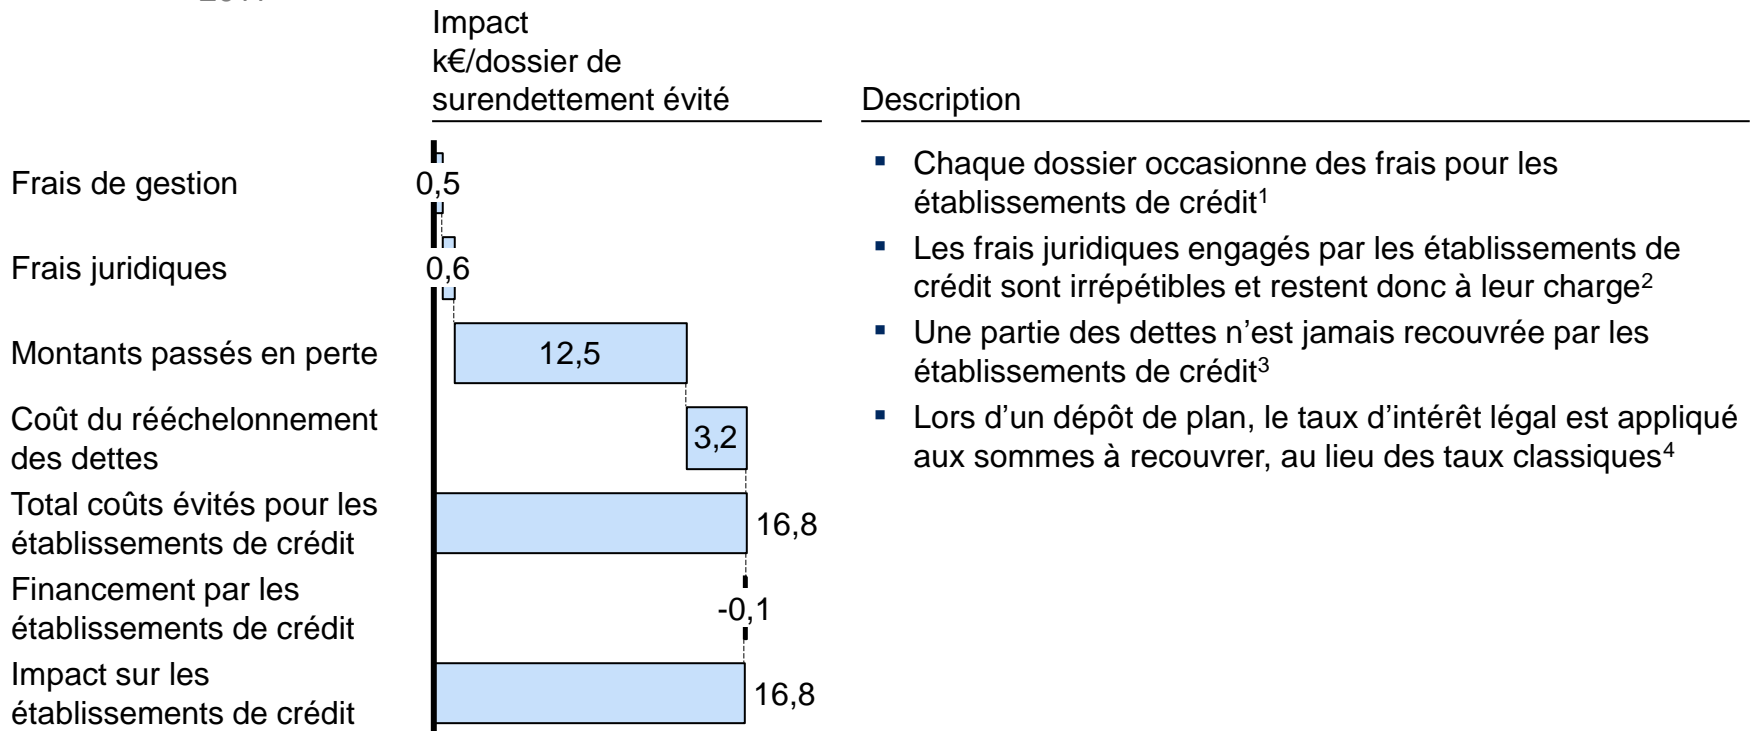 Impact
k€/dossier de
surendettement évité
Description
Frais de gestion
0,5
Frais juridiques
0,6
Montants passés en perte
12,5
Coût du rééchelonnement
des dettes
3,2
Total coûts évités pour les
établissements de crédit
16,8
Financement par les
établissements de crédit
-0,1
Impact sur les
établissements de crédit
16,8
▪ Chaque dossier occasionne des frais pour les
établissements de crédit¹
▪ Les frais juridiques engagés par les établissements de
crédit sont irrépétibles et restent donc à leur charge²
▪ Une partie des dettes n’est jamais recouvrée par les
établissements de crédit³
▪ Lors d’un dépôt de plan, le taux d’intérêt légal est appliqué
aux sommes à recouvrer, au lieu des taux classiques⁴